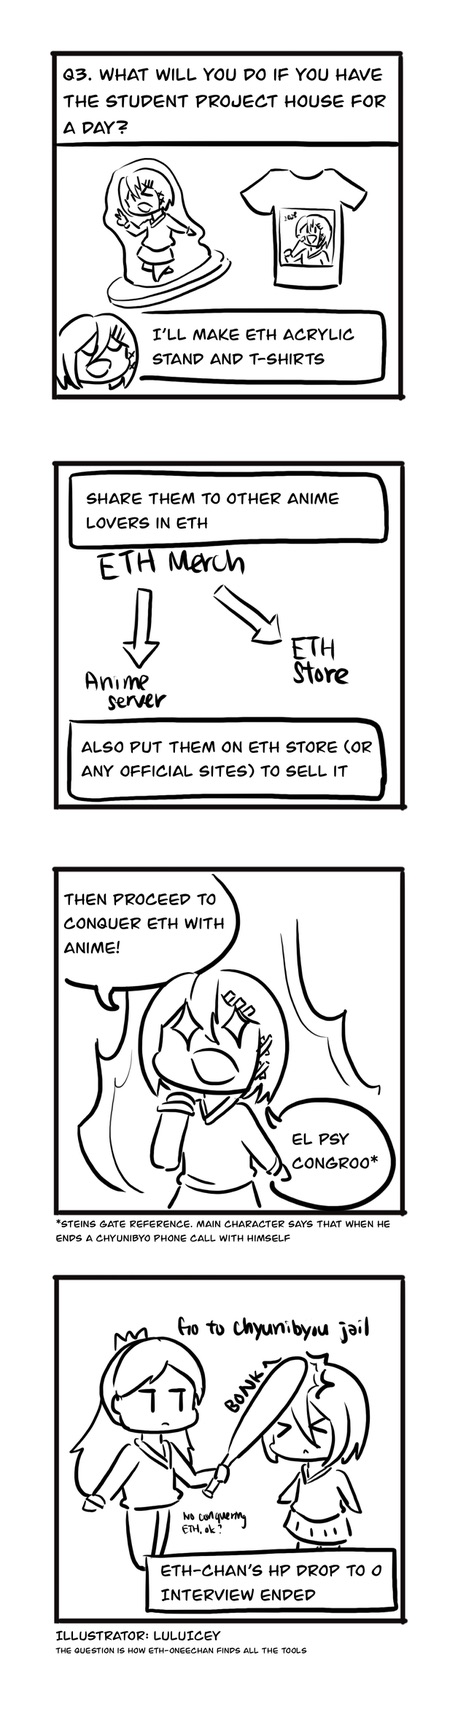 Q3. WHAT WILL YOU DO IF YOU HAVE
THE STUDENT PROJECT HOUSE FOR
A DAY?
I'LL MAKE ETH ACRYLIC
STAND AND T-SHIRTS
SHARE THEM TO OTHER ANIME
LOVERS IN ETH
ETH Merch
Anime
server
ETH
Store
ALSO PUT THEM ON ETH STORE (OR
ANY OFFICIAL SITES) TO SELL IT
THEN PROCEED TO
CONQUER ETH WITH
ANIME!
EL PSY
CONGROO*
*STEINS GATE REFERENCE. MAIN CHARACTER SAYS THAT WHEN HE
ENDS A CHYUNIBYO PHONE CALL WITH HIMSELF
Go to chyunibyou jail
BONK
No conquering
ETH, ok?
ETH-CHAN'S HP DROP TO 0
INTERVIEW ENDED
ILLUSTRATOR: LULUICEY
THE QUESTION IS HOW ETH-ONEECHAN FINDS ALL THE TOOLS